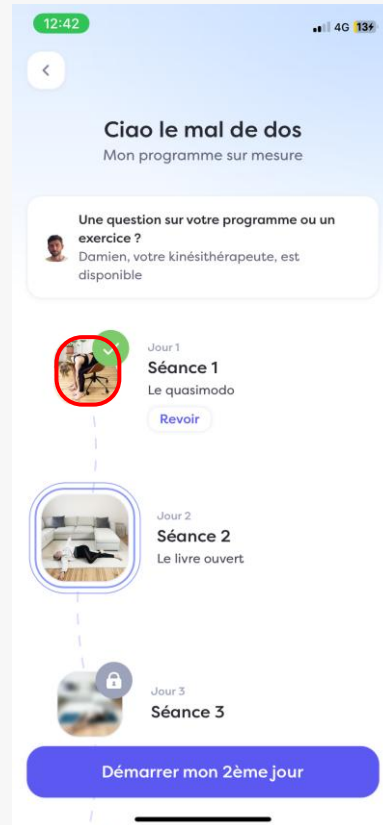 12:42
4G 13
Ciao le mal de dos
Mon programme sur mesure
Une question sur votre programme ou un
exercice ?
Damien, votre kinésithérapeute, est
disponible
Jour 1
Séance 1
Le quasimodo
Revoir
Jour 2
Séance 2
Le livre ouvert
Jour 3
Séance 3
Démarrer mon 2ème jour